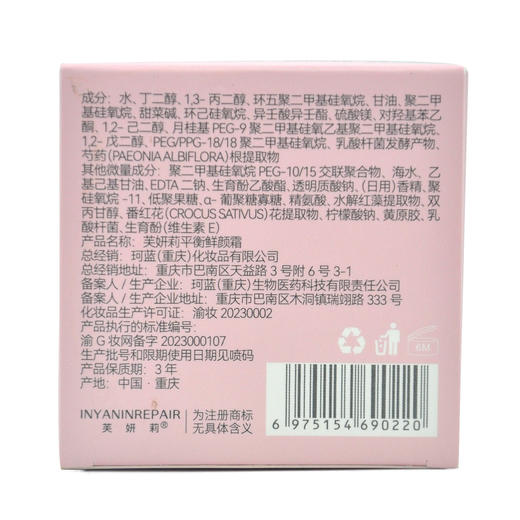 成分：水、丁二醇、1,3- 丙二醇、环五聚二甲基硅氧烷、甘油、聚二甲
基硅氧烷、甜菜碱、环己硅氧烷、异壬酸异壬酯、硫酸镁、对羟基苯乙
酮、1,2- 己二醇、月桂基 PEG-9 聚二甲基硅氧乙基聚二甲基硅氧烷、
1,2- 戊二醇、PEG/PPG-18/18 聚二甲基硅氧烷、乳酸杆菌发酵产物、
芍药（PAEONIA ALBIFLORA）根提取物
其他微量成分：聚二甲基硅氧烷 PEG-10/15 交联聚合物、海水、乙
基己基甘油、EDTA 二钠、生育酚乙酸酯、透明质酸钠、（日用）香精、聚硅氧
烷 -11、低聚果糖、α- 葡聚糖寡糖、精氨酸、水解红藻提取物、双
丙甘醇、番红花（CROCUS SATIVUS）花提取物、柠檬酸钠、黄原胶、乳
酸杆菌、生育酚（维生素 E）
产品名称：芙妍莉平衡鲜颜霜
总经销：珂蓝（重庆）化妆品有限公司
总经销地址：重庆市巴南区天益路 3 号附 6 号 3-1
备案人 / 生产企业：珂蓝（重庆）生物医药科技有限责任公司
备案人 / 生产企业地址：重庆市巴南区木洞镇瑞翊路 333 号
化妆品生产许可证：渝妆 20230002
产品执行的标准编号：
渝 G 妆网备字 2023000107
生产批号和限期使用日期见喷码
产品保质期：3 年
产地：中国·重庆
6M
INYANINREPAIR
芙妍莉®
为注册商标
无具体含义
6 975154 690220